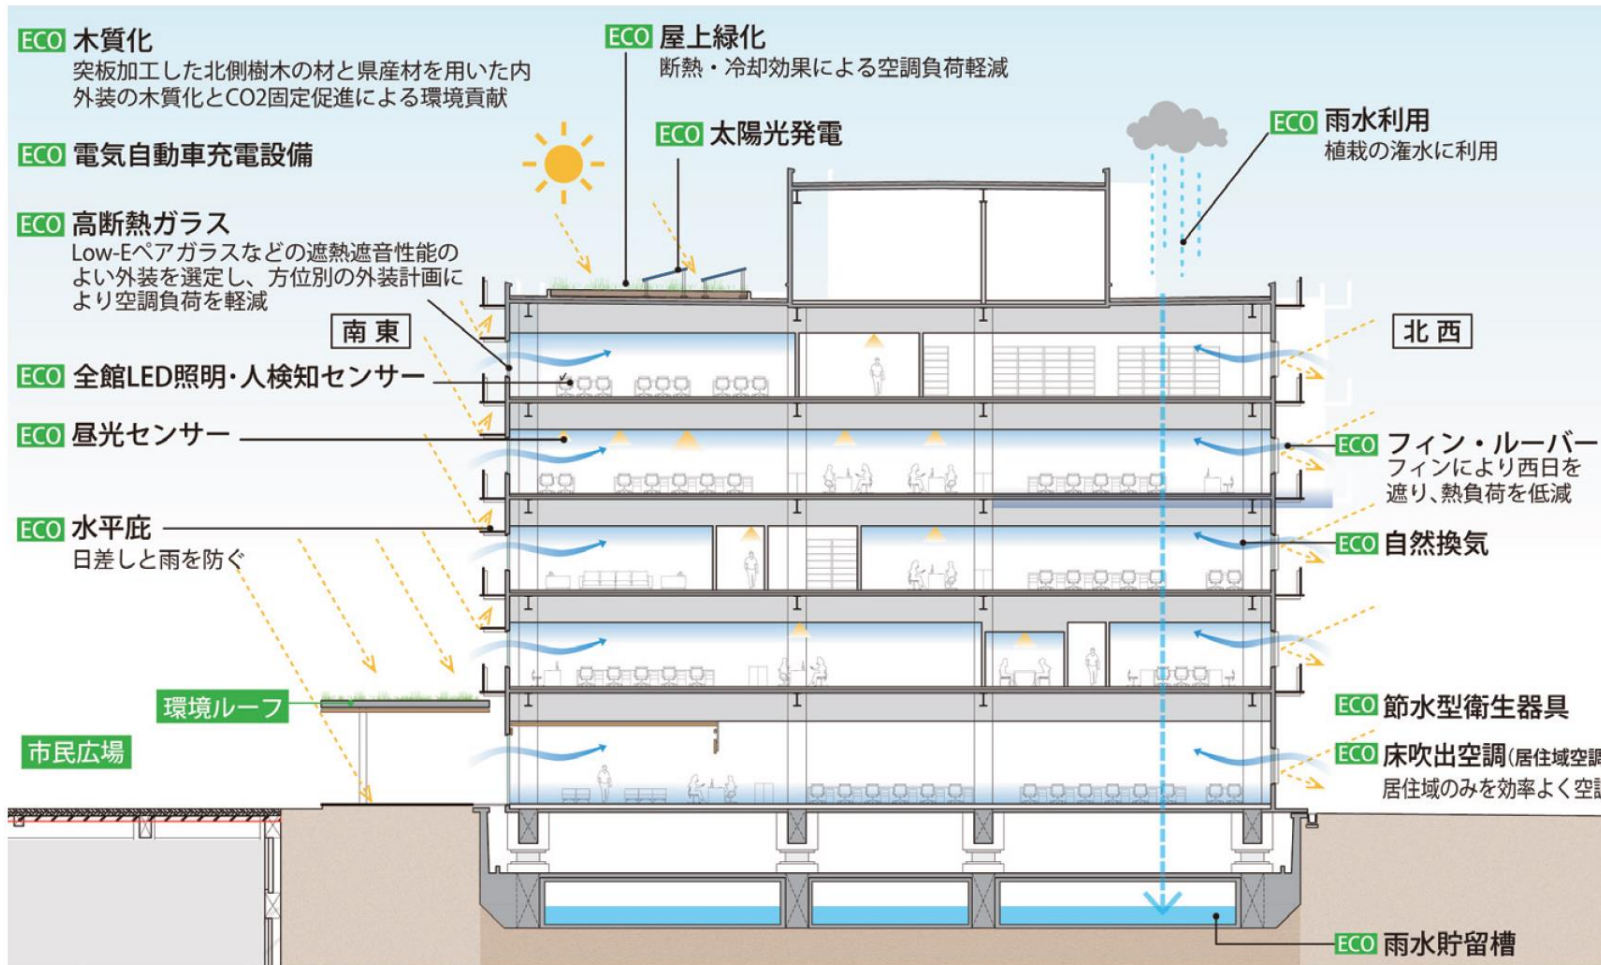 ECO 木質化
突板加工した北側樹木の材と県産材を用いた内
外装の木質化とCO2固定促進による環境貢献
ECO 電気自動車充電設備
ECO 高断熱ガラス
Low-Eペアガラスなどの遮熱遮音性能の
よい外装を選定し、方位別の外装計画に
より空調負荷を軽減
南東
ECO 全館LED照明・人検知センサー
ECO 昼光センサー
ECO 水平庇
日差しと雨を防ぐ
環境ルーフ
市民広場
ECO 屋上緑化
断熱・冷却効果による空調負荷軽減
ECO 太陽光発電
ECO 雨水利用
植栽の潅水に利用
北西
ECO フィン・ルーバー
フィンにより西日を
遮り、熱負荷を低減
ECO 自然換気
ECO 節水型衛生器具
ECO 床吹出空調(居住域空調
居住域のみを効率よく空調
ECO 雨水貯留槽